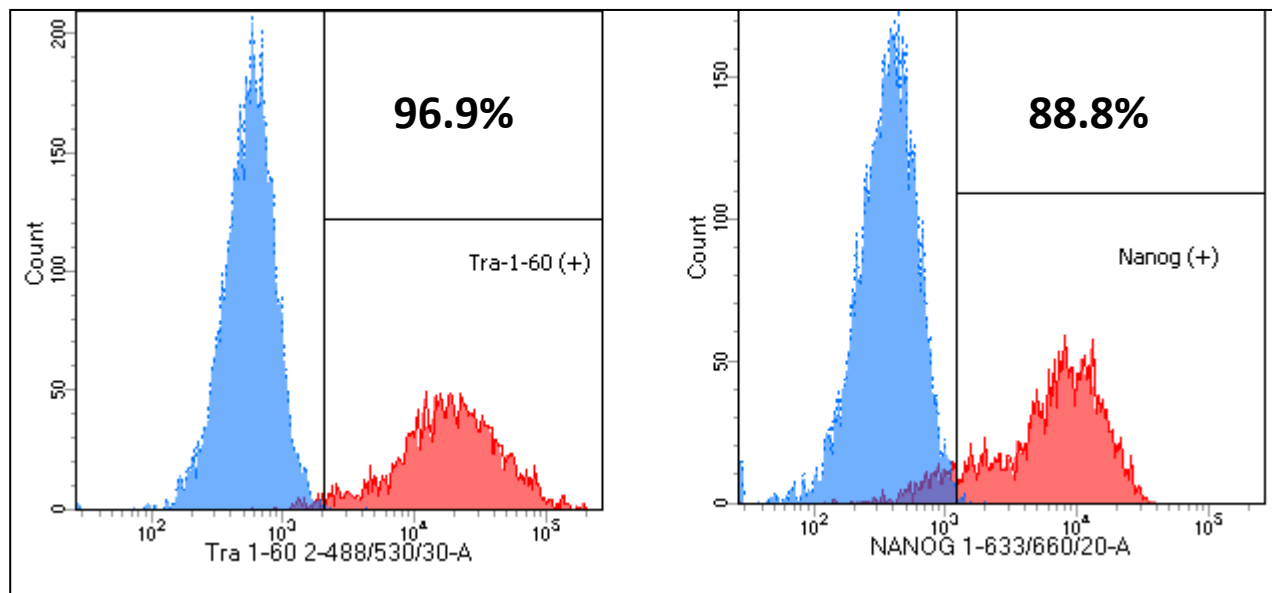 200
150
100
50
0
Count
96.9%
Tra-1-60 (+)
10² 10³ 10⁴ 10⁵
Tra 1-60 2-488/530/30-A
150
100
50
0
Count
88.8%
Nanog (+)
10² 10³ 10⁴ 10⁵
NANOG 1-633/660/20-A